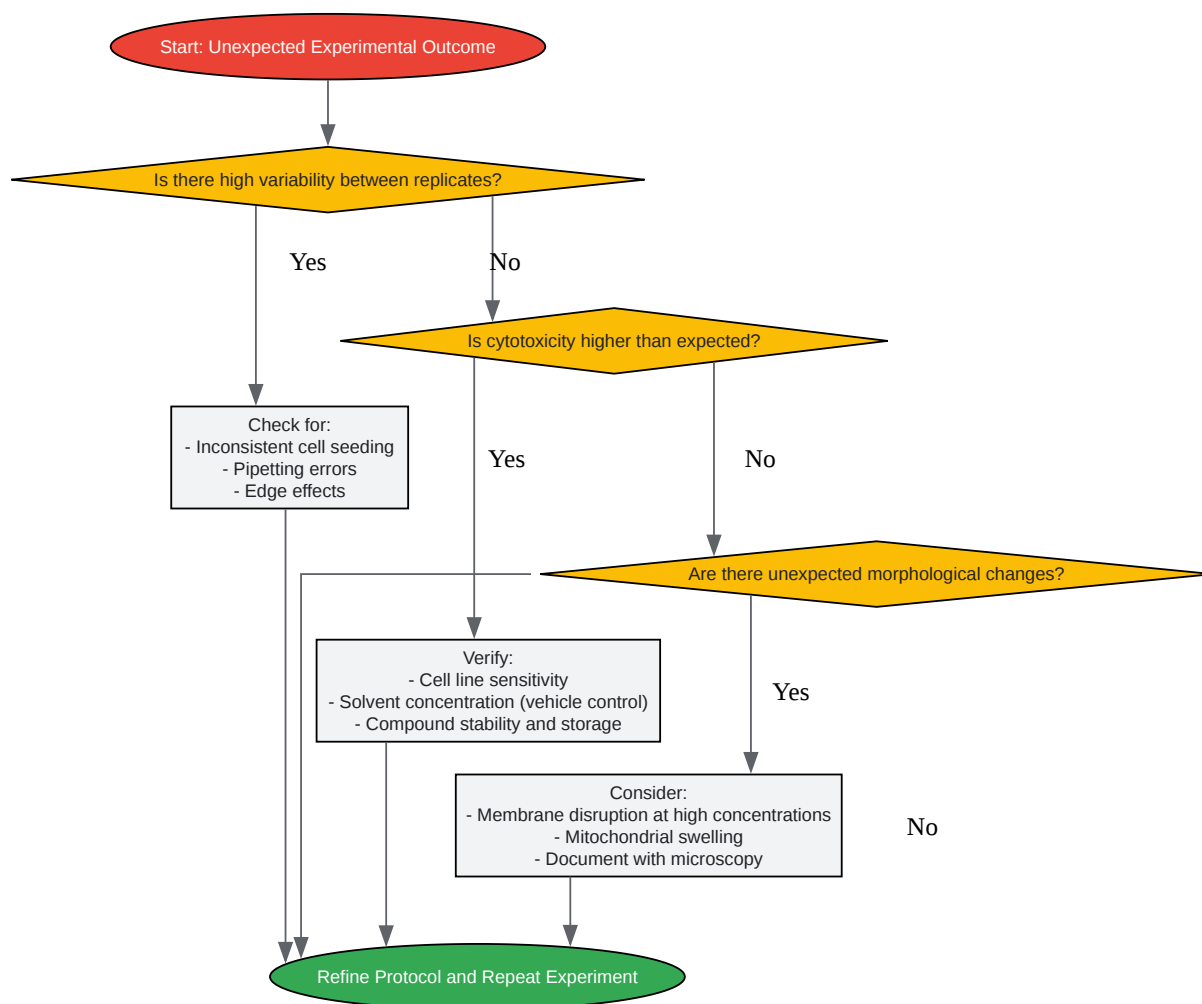 Start: Unexpected Experimental Outcome
Is there high variability between replicates?
Yes
No
Is cytotoxicity higher than expected?
Check for:
- Inconsistent cell seeding
- Pipetting errors
- Edge effects
Yes
No
Are there unexpected morphological changes?
Verify:
- Cell line sensitivity
- Solvent concentration (vehicle control)
- Compound stability and storage
Yes
Consider:
- Membrane disruption at high concentrations
- Mitochondrial swelling
- Document with microscopy
No
Refine Protocol and Repeat Experiment